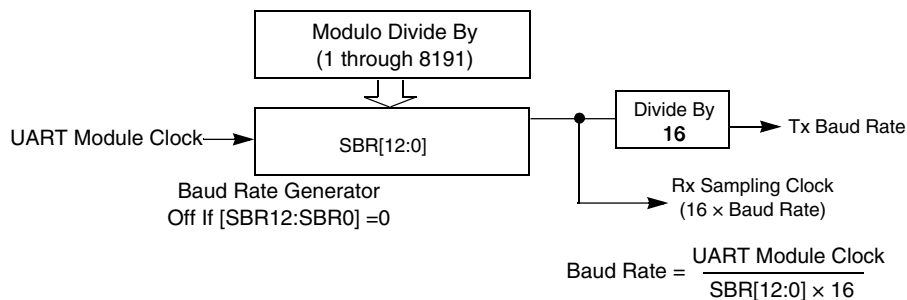 Modulo Divide By
(1 through 8191)
UART Module Clock
SBR[12:0]
Divide By
16
Tx Baud Rate
Baud Rate Generator
Off If [SBR12:SBR0] =0
Rx Sampling Clock
(16 × Baud Rate)
Baud Rate = UART Module Clock
SBR[12:0] × 16